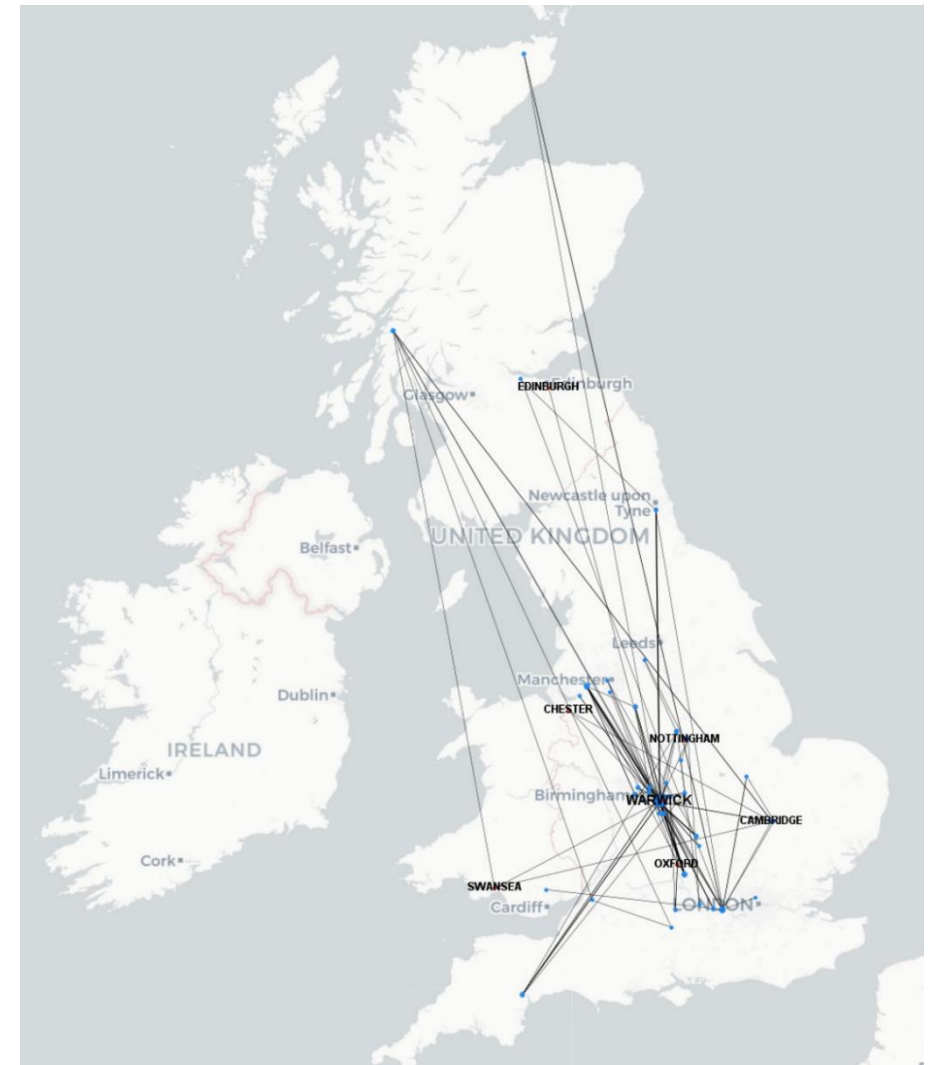 EDINBURGH
Edinburgh
Glasgow
Newcastle upon
Tyne
UNITED KINGDOM
Belfast
Leeds
Manchester
Dublin
CHESTER
NOTTINGHAM
IRELAND
Limerick
Birmingham
WARWICK
CAMBRIDGE
Cork
OXFORD
SWANSEA
Cardiff
LONDON